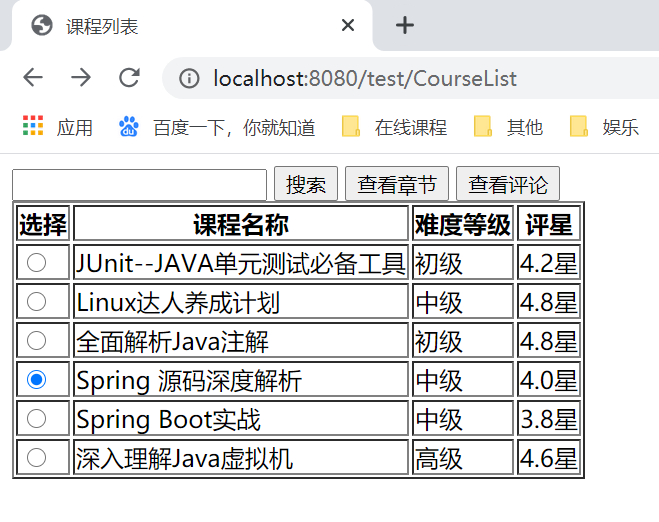 课程列表
localhost:8080/test/CourseList
应用 百度一下，你就知道 在线课程 其他 娱乐
搜索 查看章节 查看评论
选择 课程名称 难度等级 评星
JUnit--JAVA单元测试必备工具 初级 4.2星
Linux达人养成计划 中级 4.8星
全面解析Java注解 初级 4.8星
Spring 源码深度解析 中级 4.0星
Spring Boot实战 中级 3.8星
深入理解Java虚拟机 高级 4.6星